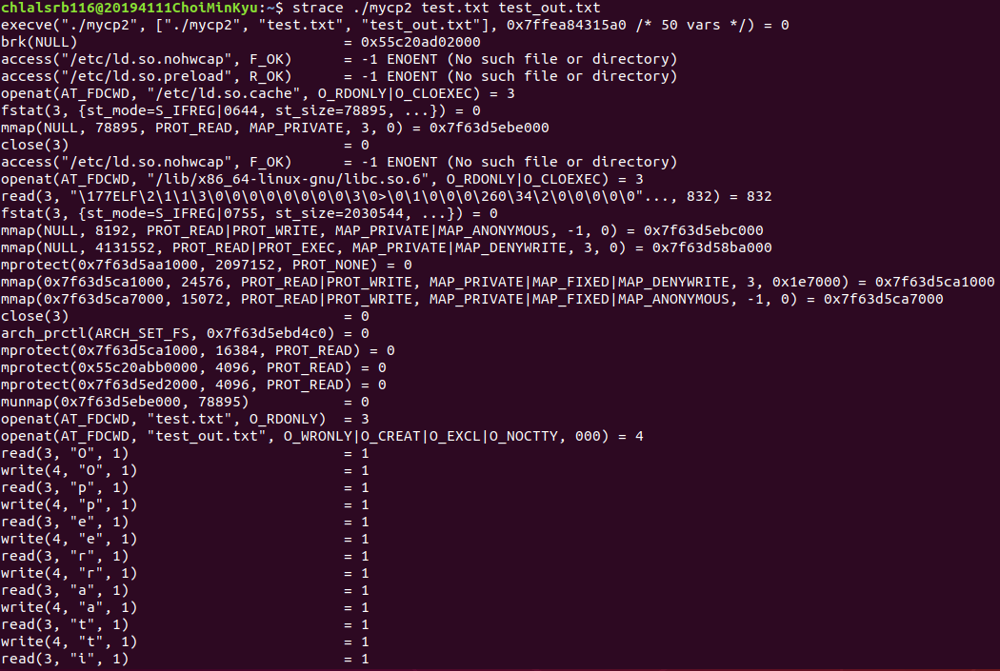 chlalsrb116@20194111ChoiMinKyu:~$ strace ./mycp2 test.txt test_out.txt
execve("./mycp2", ["./mycp2", "test.txt", "test_out.txt"], 0x7ffea84315a0 /* 50 vars */) = 0
brk(NULL)                               = 0x55c20ad02000
access("/etc/ld.so.nohwcap", F_OK)      = -1 ENOENT (No such file or directory)
access("/etc/ld.so.preload", R_OK)      = -1 ENOENT (No such file or directory)
openat(AT_FDCWD, "/etc/ld.so.cache", O_RDONLY|O_CLOEXEC) = 3
fstat(3, {st_mode=S_IFREG|0644, st_size=78895, ...}) = 0
mmap(NULL, 78895, PROT_READ, MAP_PRIVATE, 3, 0) = 0x7f63d5ebe000
close(3)                                = 0
access("/etc/ld.so.nohwcap", F_OK)      = -1 ENOENT (No such file or directory)
openat(AT_FDCWD, "/lib/x86_64-linux-gnu/libc.so.6", O_RDONLY|O_CLOEXEC) = 3
read(3, "\177ELF\2\1\1\3\0\0\0\0\0\0\0\0\3\0>\0\1\0\0\0\260\34\2\0\0\0\0\0"..., 832) = 832
fstat(3, {st_mode=S_IFREG|0755, st_size=2030544, ...}) = 0
mmap(NULL, 8192, PROT_READ|PROT_WRITE, MAP_PRIVATE|MAP_ANONYMOUS, -1, 0) = 0x7f63d5ebc000
mmap(NULL, 4131552, PROT_READ|PROT_EXEC, MAP_PRIVATE|MAP_DENYWRITE, 3, 0) = 0x7f63d58ba000
mprotect(0x7f63d5aa1000, 2097152, PROT_NONE) = 0
mmap(0x7f63d5ca1000, 24576, PROT_READ|PROT_WRITE, MAP_PRIVATE|MAP_FIXED|MAP_DENYWRITE, 3, 0x1e7000) = 0x7f63d5ca1000
mmap(0x7f63d5ca7000, 15072, PROT_READ|PROT_WRITE, MAP_PRIVATE|MAP_FIXED|MAP_ANONYMOUS, -1, 0) = 0x7f63d5ca7000
close(3)                                = 0
arch_prctl(ARCH_SET_FS, 0x7f63d5ebd4c0) = 0
mprotect(0x7f63d5ca1000, 16384, PROT_READ) = 0
mprotect(0x55c20abb0000, 4096, PROT_READ) = 0
mprotect(0x7f63d5ed2000, 4096, PROT_READ) = 0
munmap(0x7f63d5ebe000, 78895)           = 0
openat(AT_FDCWD, "test.txt", O_RDONLY)  = 3
openat(AT_FDCWD, "test_out.txt", O_WRONLY|O_CREAT|O_EXCL|O_NOCTTY, 000) = 4
read(3, "O", 1)                         = 1
write(4, "O", 1)                        = 1
read(3, "p", 1)                         = 1
write(4, "p", 1)                        = 1
read(3, "e", 1)                         = 1
write(4, "e", 1)                        = 1
read(3, "r", 1)                         = 1
write(4, "r", 1)                        = 1
read(3, "a", 1)                         = 1
write(4, "a", 1)                        = 1
read(3, "t", 1)                         = 1
write(4, "t", 1)                        = 1
read(3, "i", 1)                         = 1